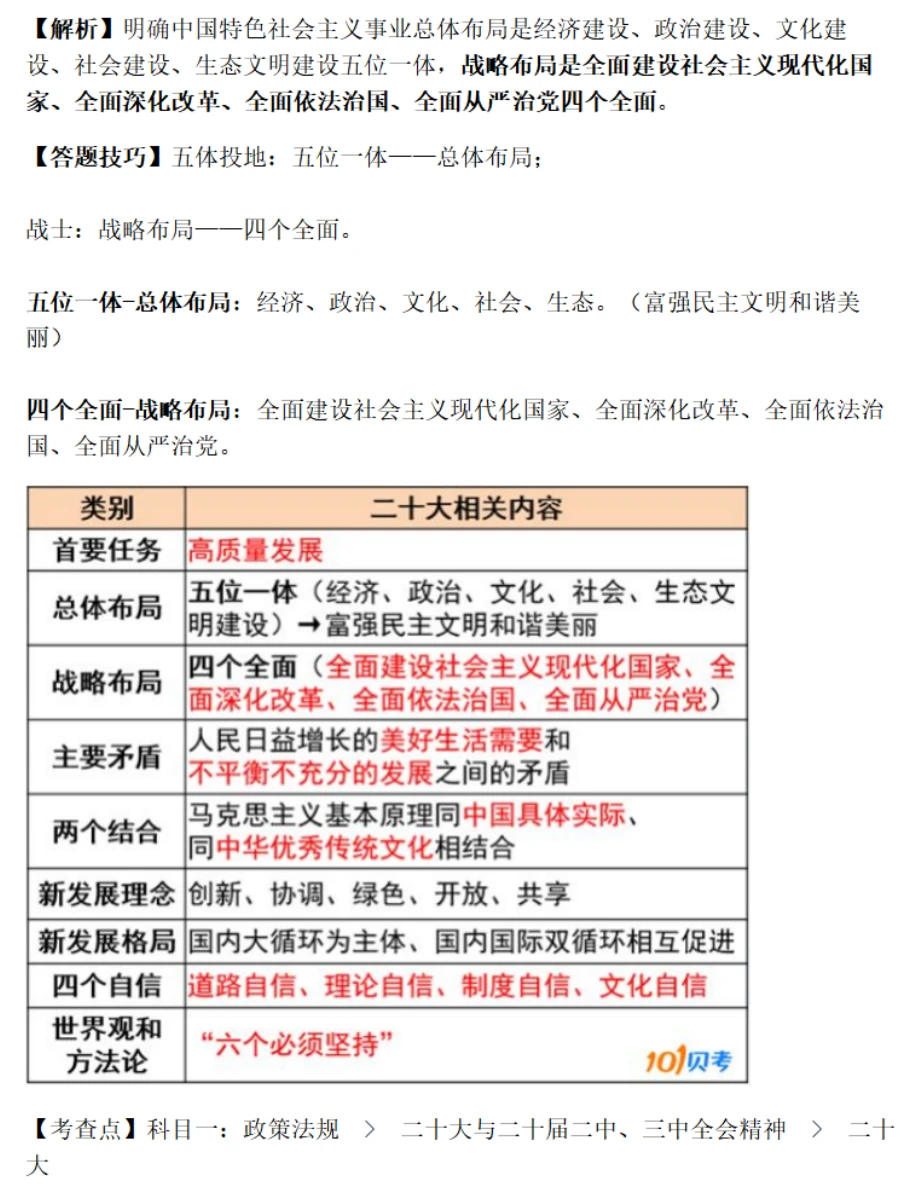 【解析】明确中国特色社会主义事业总体布局是经济建设、政治建设、文化建
设、社会建设、生态文明建设五位一体，战略布局是全面建设社会主义现代化国
家、全面深化改革、全面依法治国、全面从严治党四个全面。
【答题技巧】五体投地：五位一体——总体布局；
战士：战略布局——四个全面。
五位一体-总体布局：经济、政治、文化、社会、生态。（富强民主文明和谐美
丽）
四个全面-战略布局：全面建设社会主义现代化国家、全面深化改革、全面依法治
国、全面从严治党。
类别 二十大相关内容
首要任务 高质量发展
总体布局 五位一体（经济、政治、文化、社会、生态文
明建设）→富强民主文明和谐美丽
战略布局 四个全面（全面建设社会主义现代化国家、全
面深化改革、全面依法治国、全面从严治党）
主要矛盾 人民日益增长的美好生活需要和
不平衡不充分的发展之间的矛盾
两个结合 马克思主义基本原理同中国具体实际、
同中华优秀传统文化相结合
新发展理念 创新、协调、绿色、开放、共享
新发展格局 国内大循环为主体、国内国际双循环相互促进
四个自信 道路自信、理论自信、制度自信、文化自信
世界观和
方法论 “六个必须坚持”
101贝考
【考查点】科目一：政策法规 > 二十大与二十届二中、三中全会精神 > 二十
大